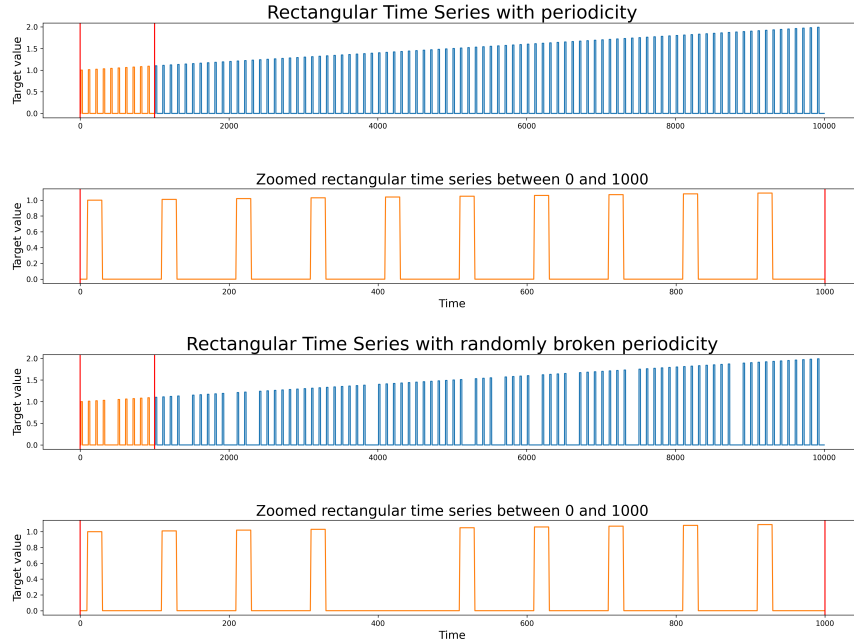 Rectangular Time Series with periodicity
Target value
2.0
1.5
1.0
0.5
0.0
0 2000 4000 6000 8000 10000
Zoomed rectangular time series between 0 and 1000
Target value
1.0
0.8
0.6
0.4
0.2
0.0
0 200 400 600 800 1000
Time
Rectangular Time Series with randomly broken periodicity
Target value
2.0
1.5
1.0
0.5
0.0
0 2000 4000 6000 8000 10000
Zoomed rectangular time series between 0 and 1000
Target value
1.0
0.8
0.6
0.4
0.2
0.0
0 200 400 600 800 1000
Time